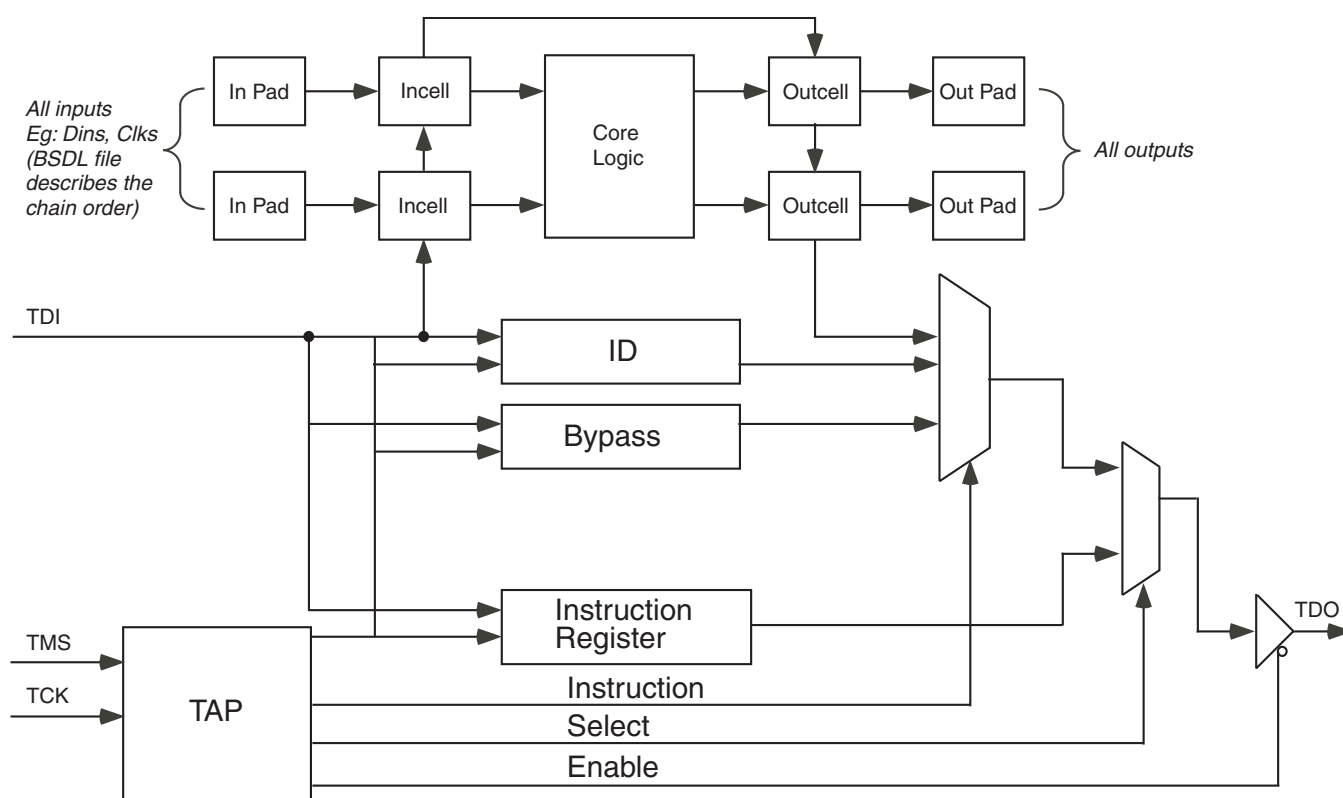 All inputs
Eg: Dins, Clks
(BSDL file
describes the
chain order)
In Pad
Incell
Core
Logic
Outcell
Out Pad
In Pad
Incell
Outcell
Out Pad
All outputs
TDI
ID
Bypass
Instruction
Register
TMS
TCK
TAP
Instruction
Select
Enable
TDO